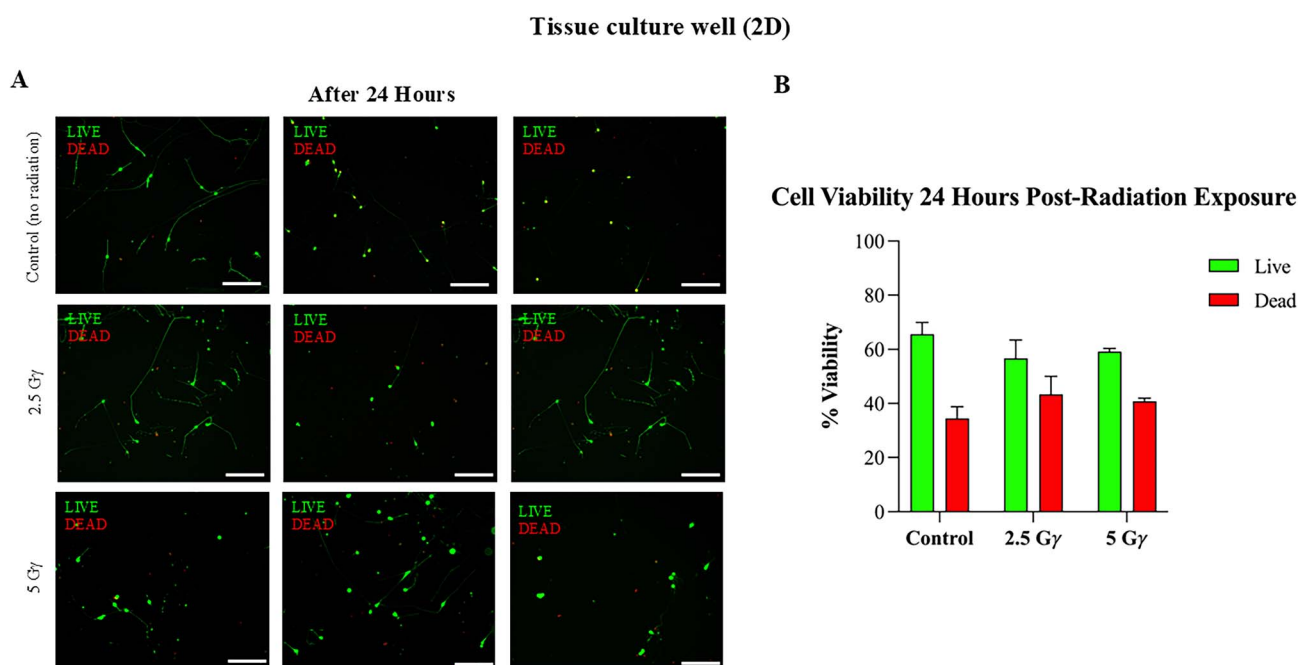 Tissue culture well (2D)
A
After 24 Hours
Control (no radiation)
LIVE
DEAD
LIVE
DEAD
LIVE
DEAD
2.5 Gγ
LIVE
DEAD
LIVE
DEAD
LIVE
DEAD
5 Gγ
LIVE
DEAD
LIVE
DEAD
LIVE
DEAD
B
Cell Viability 24 Hours Post-Radiation Exposure
% Viability
100
80
60
40
20
0
Control 2.5 Gγ 5 Gγ
Live
Dead